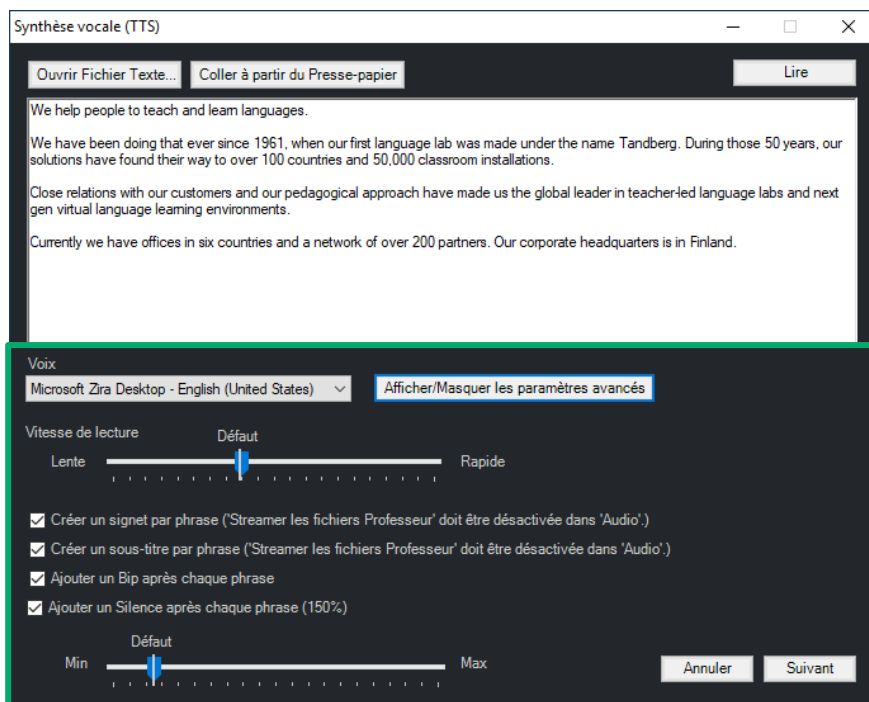 Synthèse vocale (TTS)
Ouvrir Fichier Texte... Coller à partir du Presse-papier Lire
We help people to teach and learn languages.
We have been doing that ever since 1961, when our first language lab was made under the name Tandberg. During those 50 years, our
solutions have found their way to over 100 countries and 50,000 classroom installations.
Close relations with our customers and our pedagogical approach have made us the global leader in teacher-led language labs and next
gen virtual language learning environments.
Currently we have offices in six countries and a network of over 200 partners. Our corporate headquarters is in Finland.
Voix
Microsoft Zira Desktop - English (United States) Afficher/Masquer les paramètres avancés
Vitesse de lecture Défaut
Lente Rapide
Créer un signet par phrase ('Streamer les fichiers Professeur' doit être désactivée dans 'Audio'.)
Créer un sous-titre par phrase ('Streamer les fichiers Professeur' doit être désactivée dans 'Audio'.)
Ajouter un Bip après chaque phrase
Ajouter un Silence après chaque phrase (150%)
Défaut
Min Max Annuler Suivant